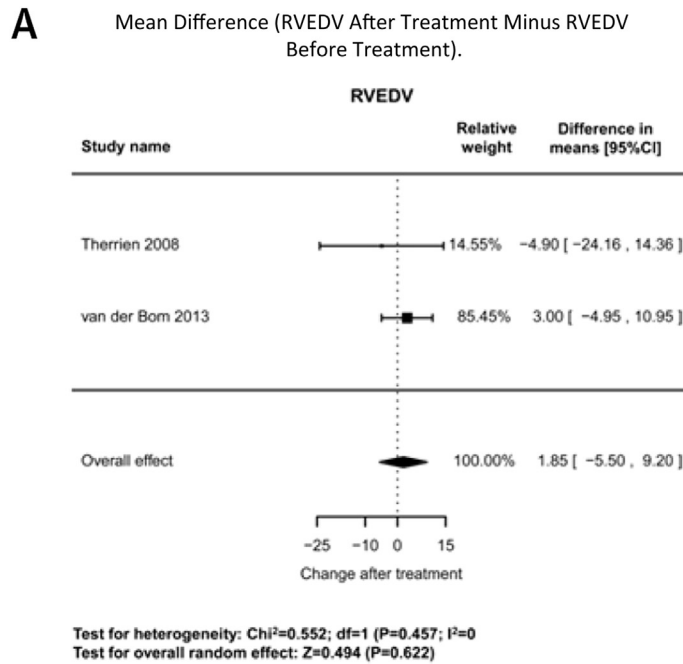 A
Mean Difference (RVEDV After Treatment Minus RVEDV
Before Treatment).
RVEDV
Study name
Relative
weight
Difference in
means [95%CI]
Therrien 2008 14.55% −4.90 [ −24.16 , 14.36 ]
van der Bom 2013 85.45% 3.00 [ −4.95 , 10.95 ]
Overall effect 100.00% 1.85 [ −5.50 , 9.20 ]
−25 −10 0 15
Change after treatment
Test for heterogeneity: Chi²=0.552; df=1 (P=0.457; I²=0
Test for overall random effect: Z=0.494 (P=0.622)